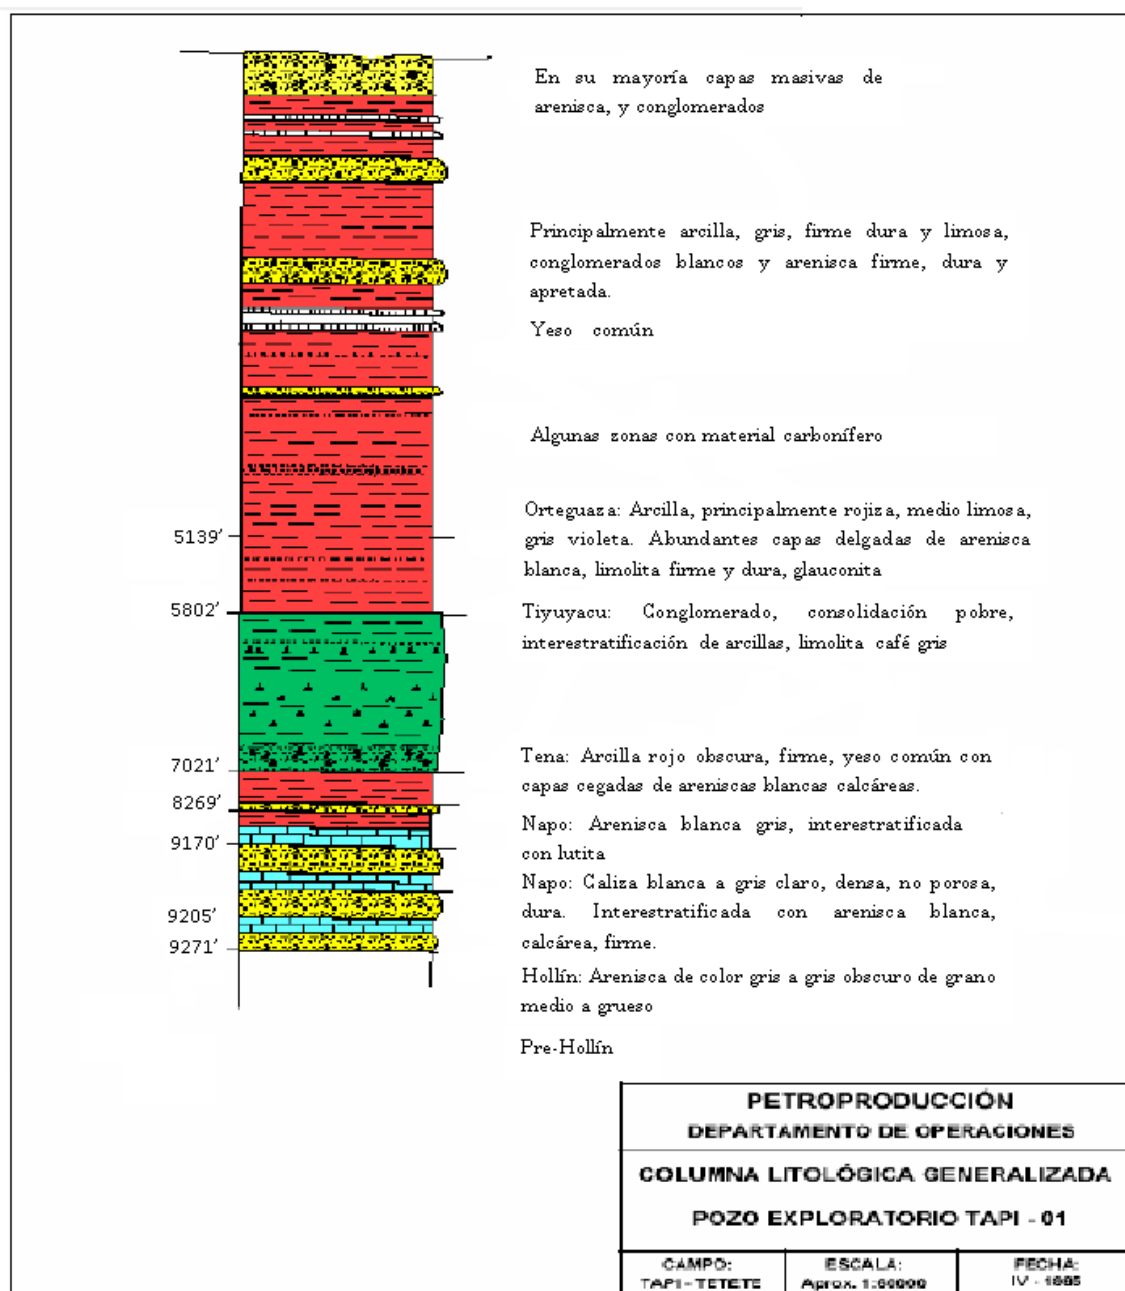 En su mayoría capas masivas de
arenisca, y conglomerados
Principalmente arcilla, gris, firme dura y limosa,
conglomerados blancos y arenisca firme, dura y
apretada.
Yeso común
Algunas zonas con material carbonífero
Orteguaza: Arcilla, principalmente rojiza, medio limosa,
gris violeta. Abundantes capas delgadas de arenisca
blanca, limolita firme y dura, glauconita
5139'
5802'
Tiyuyacu: Conglomerado, consolidación pobre,
interestratificación de arcillas, limolita café gris
Tena: Arcilla rojo obscura, firme, yeso común con
capas cegadas de areniscas blancas calcáreas.
7021'
8269'
Napo: Arenisca blanca gris, interestratificada
con lutita
9170'
Napo: Caliza blanca a gris claro, densa, no porosa,
dura. Interestratificada con arenisca blanca,
calcárea, firme.
9205'
9271'
Hollín: Arenisca de color gris a gris obscuro de grano
medio a grueso
Pre-Hollín
PETROPRODUCCIÓN
DEPARTAMENTO DE OPERACIONES
COLUMNA LITOLÓGICA GENERALIZADA
POZO EXPLORATORIO TAPI - 01
CAMPO:
TAPI - TETETE
ESCALA:
Aprox.
FECHA:
IV -